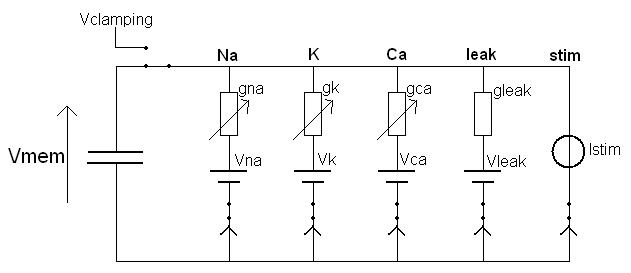 Vclamping
Na K Ca leak stim
gna gk gca gleak
Vmem
Vna Vk Vca Vleak Istim